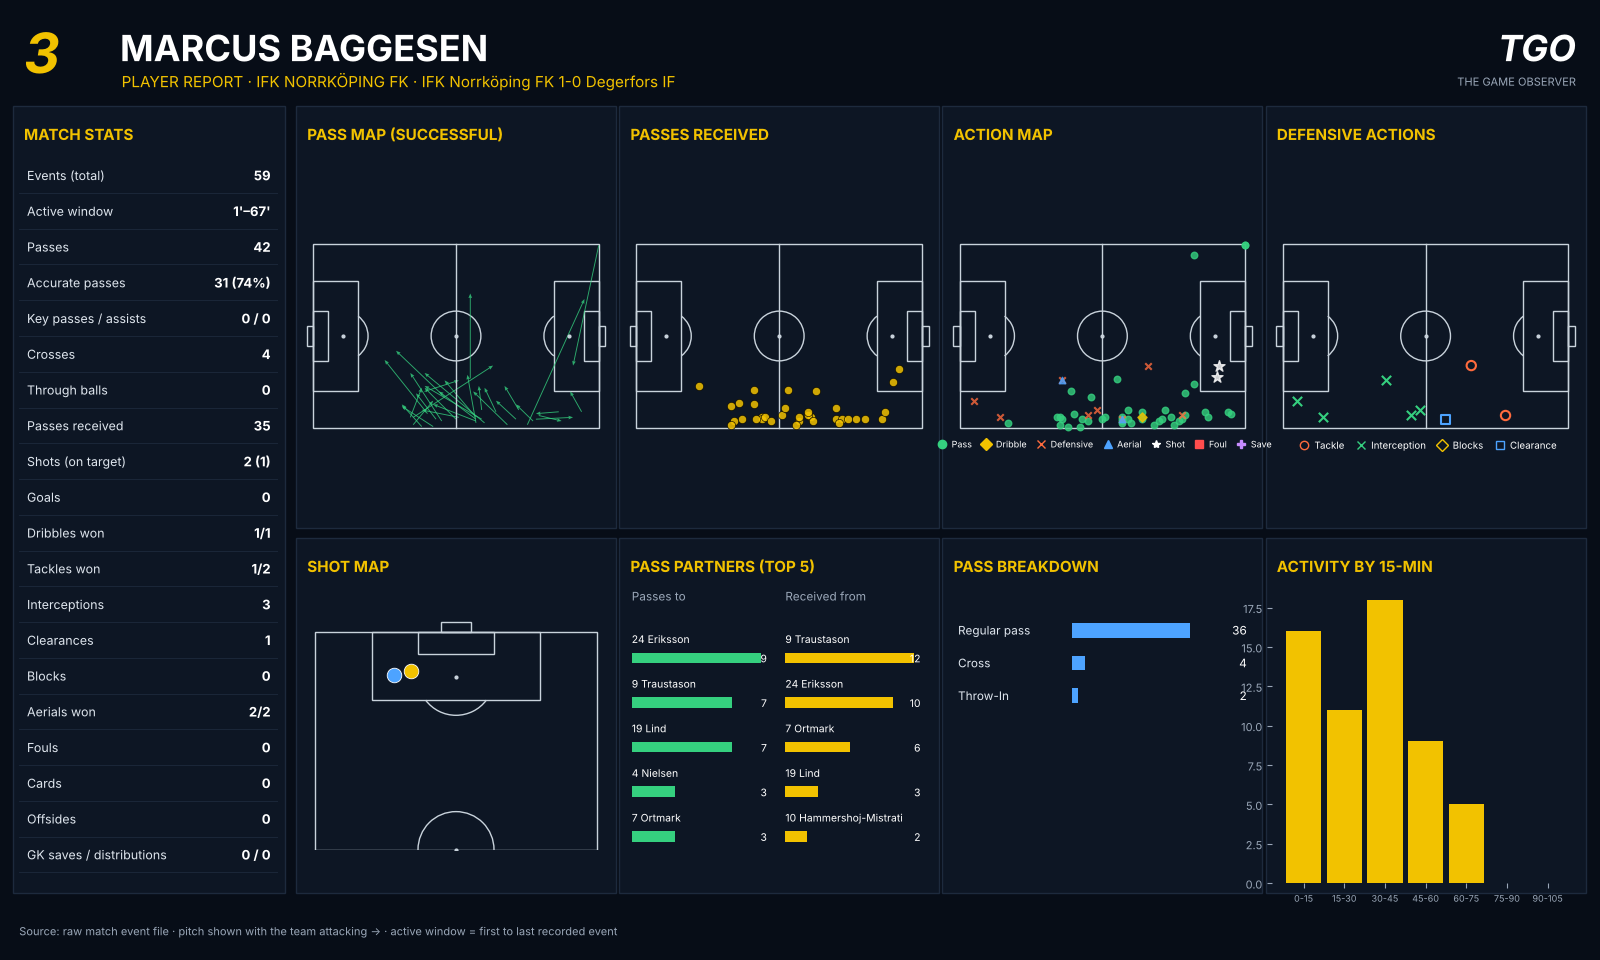 3
MARCUS BAGGESEN
PLAYER REPORT · IFK NORRKÖPING FK · IFK Norrköping FK 1-0 Degerfors IF
TGO
THE GAME OBSERVER
MATCH STATS
Events (total) 59
Active window 1'–67'
Passes 42
Accurate passes 31 (74%)
Key passes / assists 0 / 0
Crosses 4
Through balls 0
Passes received 35
Shots (on target) 2 (1)
Goals 0
Dribbles won 1/1
Tackles won 1/2
Interceptions 3
Clearances 1
Blocks 0
Aerials won 2/2
Fouls 0
Cards 0
Offsides 0
GK saves / distributions 0 / 0
PASS MAP (SUCCESSFUL)
PASSES RECEIVED
ACTION MAP
Pass Dribble Defensive Aerial Shot Foul Save
DEFENSIVE ACTIONS
Tackle Interception Blocks Clearance
SHOT MAP
PASS PARTNERS (TOP 5)
Passes to
24 Eriksson
9
9 Traustason
7
19 Lind
7
4 Nielsen
3
7 Ortmark
3
Received from
9 Traustason
2
24 Eriksson
10
7 Ortmark
6
19 Lind
3
10 Hammershoj-Mistrati
2
PASS BREAKDOWN
Regular pass 36
Cross 4
Throw-In 2
ACTIVITY BY 15-MIN
17.5
15.0
12.5
10.0
7.5
5.0
2.5
0.0
0-15 15-30 30-45 45-60 60-75 75-90 90-105
Source: raw match event file · pitch shown with the team attacking → · active window = first to last recorded event